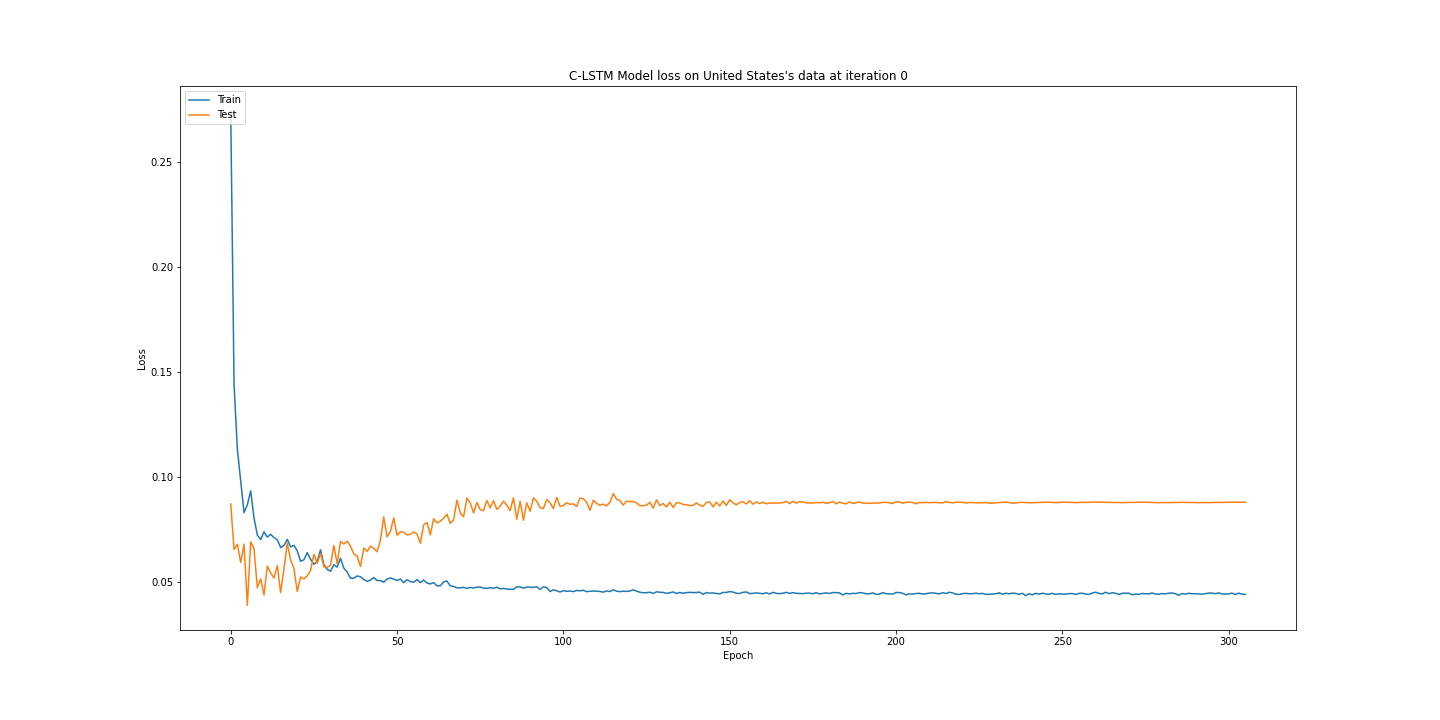 C-LSTM Model loss on United States's data at iteration 0
Train
Test
0.25
0.20
0.15
0.10
0.05
Loss
0 50 100 150 200 250 300
Epoch